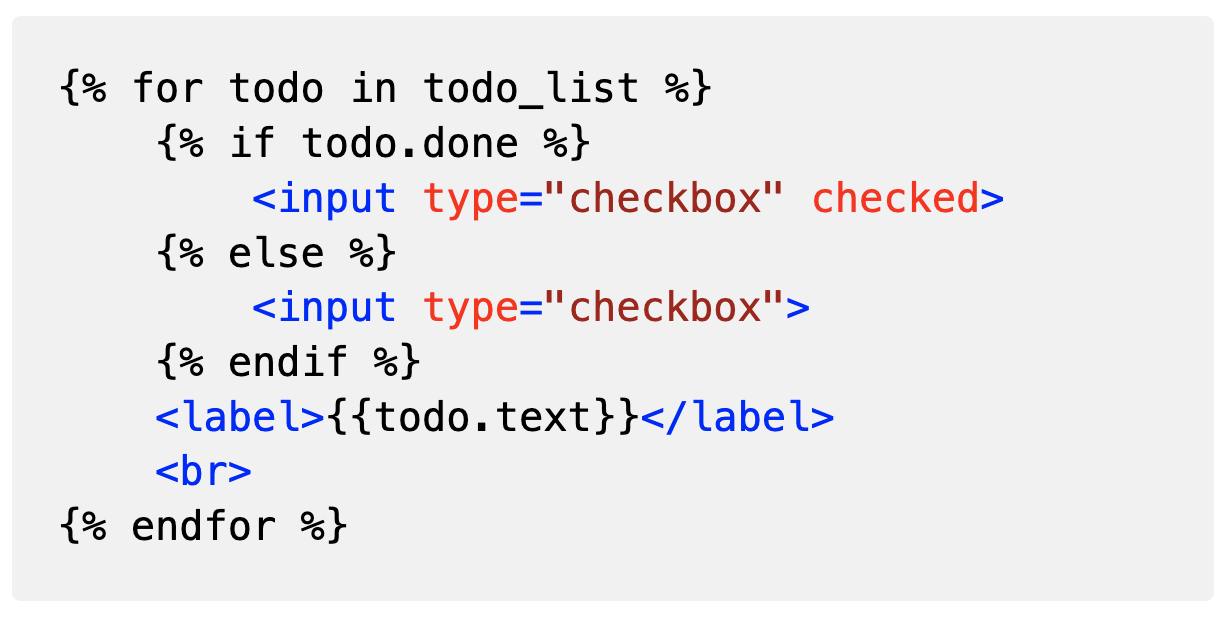 {% for todo in todo_list %}
    {% if todo.done %}
        <input type="checkbox" checked>
    {% else %}
        <input type="checkbox">
    {% endif %}
    <label>{{todo.text}}</label>
    <br>
{% endfor %}